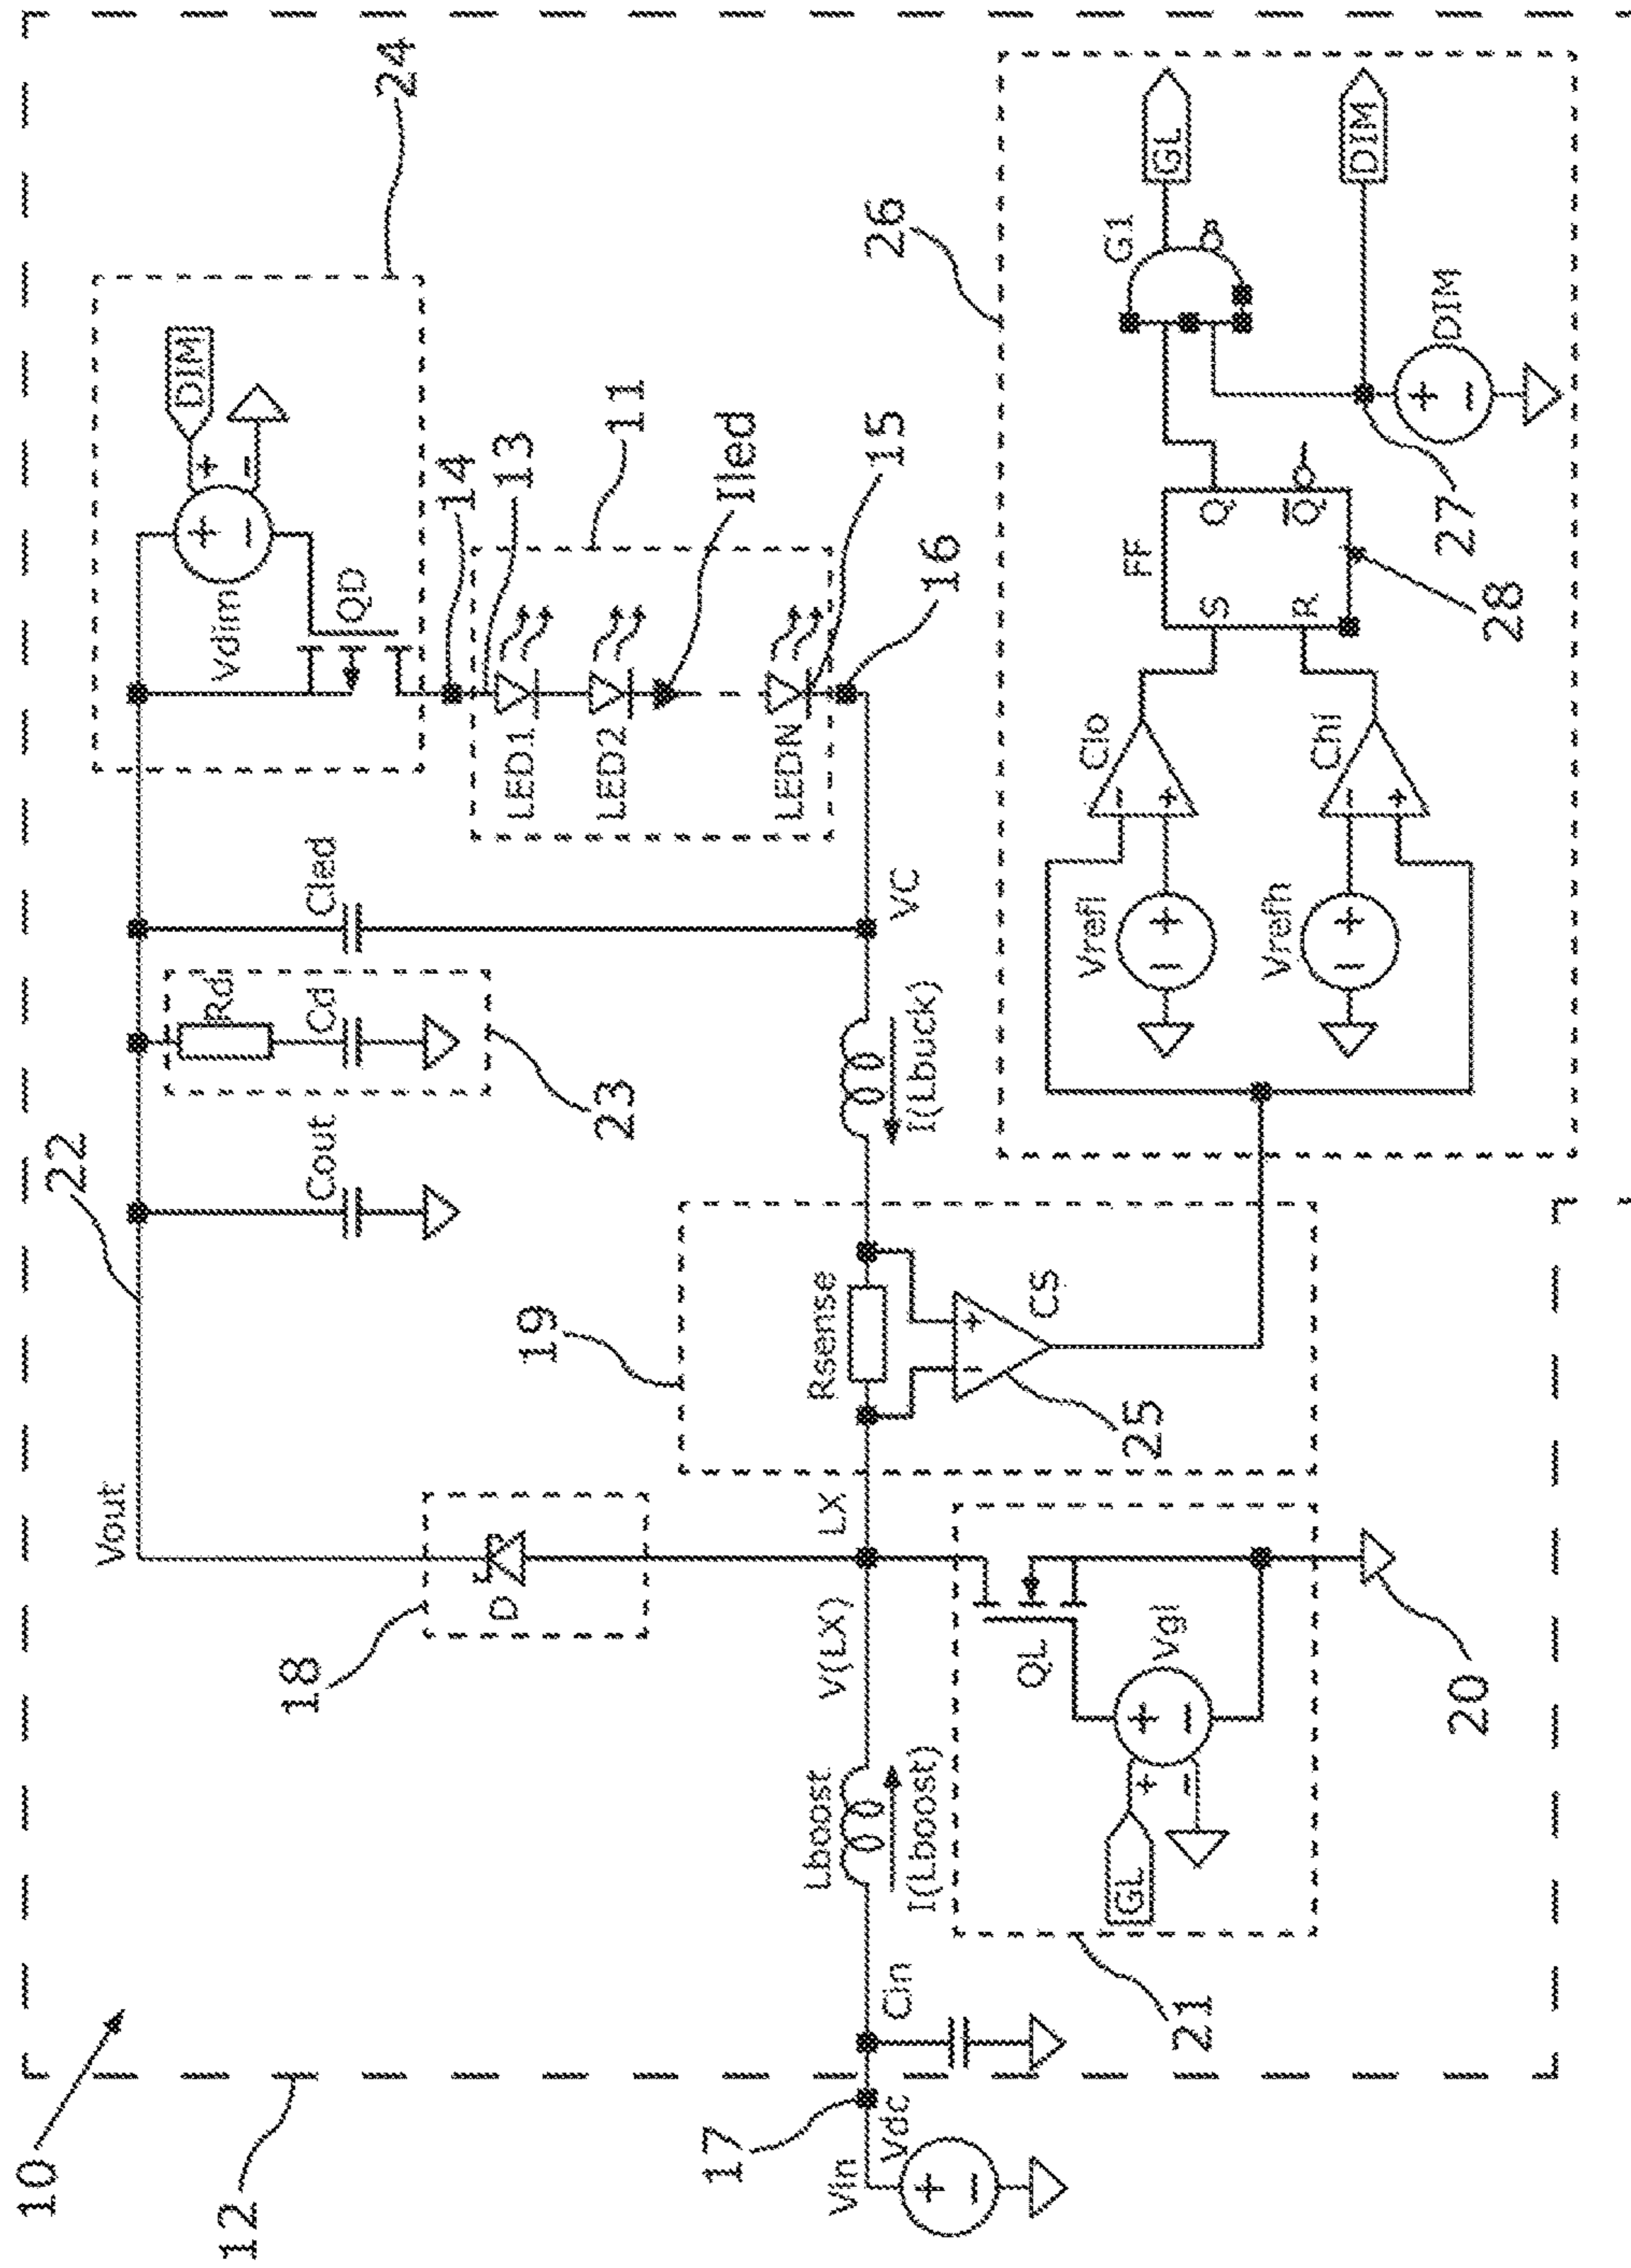 10
12
22
24
Vout
Cout
Rd
Cd
Cled
23
Vdim
+
−
+
−
DIM
QD
18
D
19
14
13
11
LED1
LED2
LEDN
Iled
15
16
17
Vin
Vdc
+
−
Cin
Lboost
I(Lboost)
V(LX)
LX
Rsense
+
−
CS
25
I(Lbuck)
VC
21
GL
+
−
+
−
Vgl
QL
20
26
Vrefl
−
+
Vrefh
−
+
Clo
−
+
Chi
−
+
FF
S
R
Q
Q̅
28
27
G1
GL
DIM
DIM
+
−